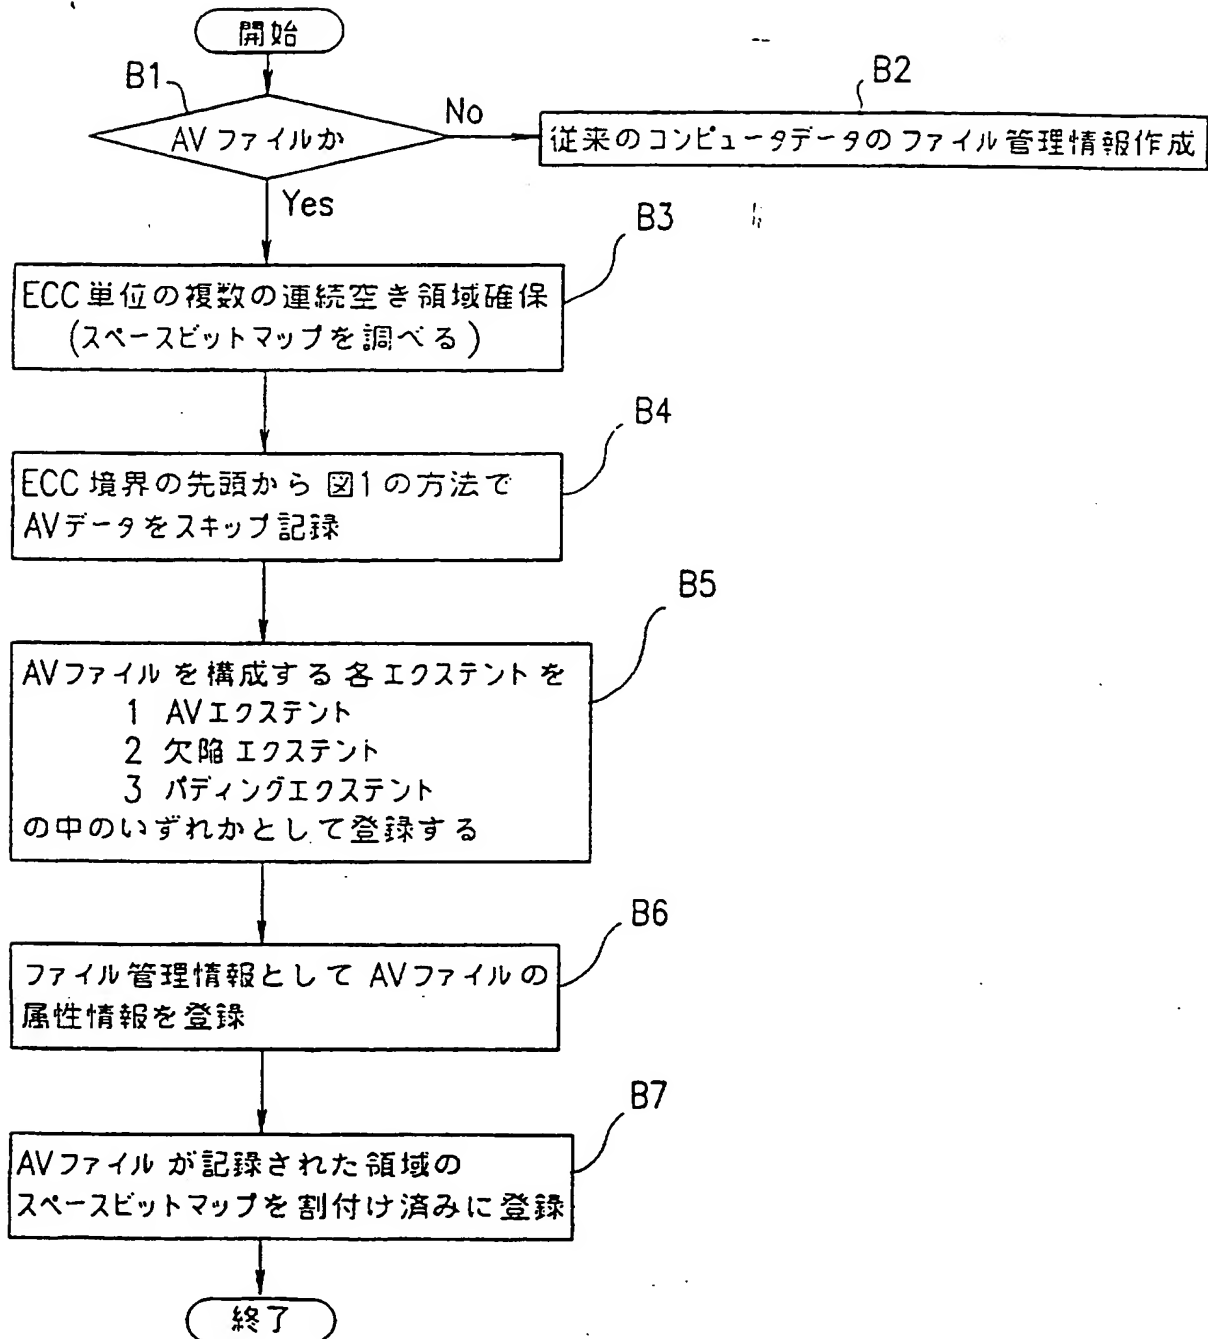 開始
B1
AVファイルか
No
B2
従来のコンピュータデータのファイル管理情報作成
Yes
B3
ECC単位の複数の連続空き領域確保
(スペースビットマップを調べる)
B4
ECC境界の先頭から図1の方法で
AVデータをスキップ記録
B5
AVファイルを構成する各エクステントを
1 AVエクステント
2 欠陥エクステント
3 パディングエクステント
の中のいずれかとして登録する
B6
ファイル管理情報としてAVファイルの
属性情報を登録
B7
AVファイルが記録された領域の
スペースビットマップを割付け済みに登録
終了